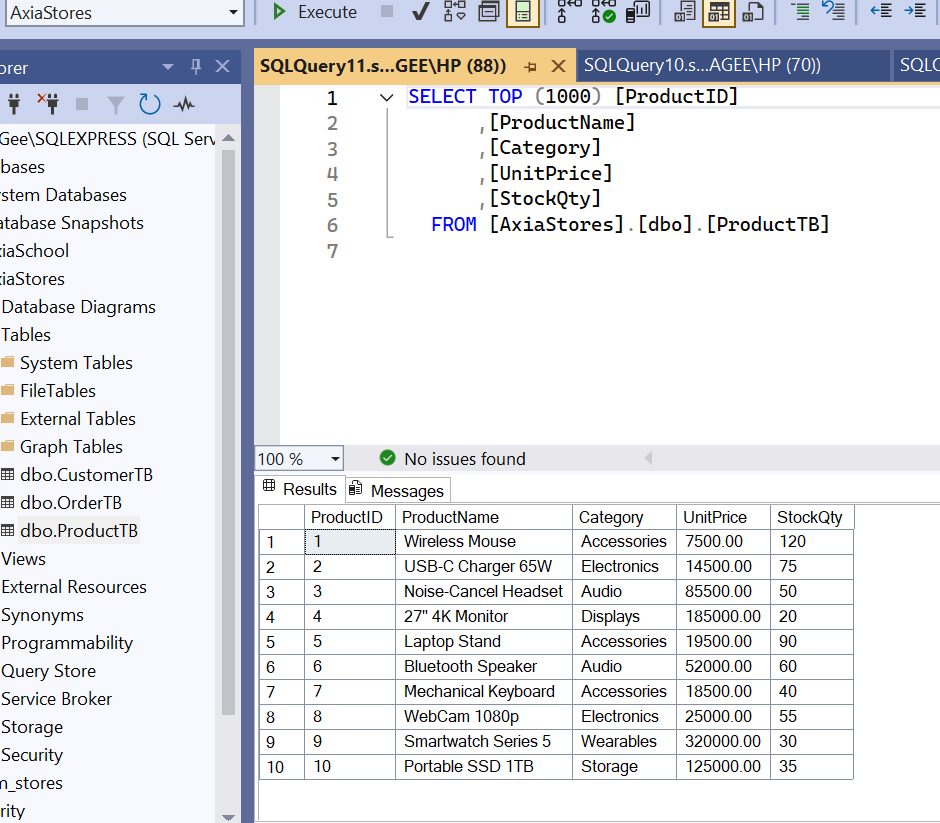 AxiaStores
Execute
orer
SQLQuery11.s...GEE\HP (88))
SQLQuery10.s...AGEE\HP (70))
SQLQ
Gee\SQLEXPRESS (SQL Serv
bases
stem Databases
atabase Snapshots
iaSchool
iaStores
Database Diagrams
Tables
System Tables
FileTables
External Tables
Graph Tables
dbo.CustomerTB
dbo.OrderTB
dbo.ProductTB
Views
External Resources
Synonyms
Programmability
Query Store
Service Broker
Storage
Security
m_stores
rity
1 SELECT TOP (1000) [ProductID]
2 ,[ProductName]
3 ,[Category]
4 ,[UnitPrice]
5 ,[StockQty]
6 FROM [AxiaStores].[dbo].[ProductTB]
7
100 %
No issues found
Results
Messages
ProductID ProductName Category UnitPrice StockQty
1 1 Wireless Mouse Accessories 7500.00 120
2 2 USB-C Charger 65W Electronics 14500.00 75
3 3 Noise-Cancel Headset Audio 85500.00 50
4 4 27" 4K Monitor Displays 185000.00 20
5 5 Laptop Stand Accessories 19500.00 90
6 6 Bluetooth Speaker Audio 52000.00 60
7 7 Mechanical Keyboard Accessories 18500.00 40
8 8 WebCam 1080p Electronics 25000.00 55
9 9 Smartwatch Series 5 Wearables 320000.00 30
10 10 Portable SSD 1TB Storage 125000.00 35